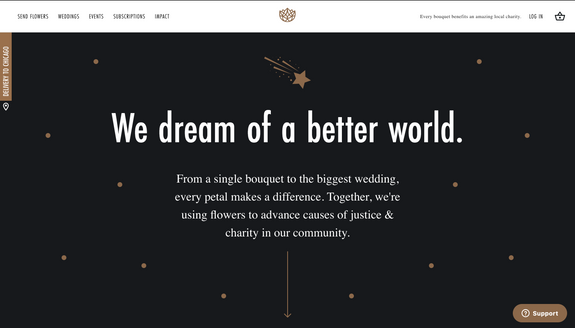 SEND FLOWERS
WEDDINGS
EVENTS
SUBSCRIPTIONS
IMPACT
Every bouquet benefits an amazing local charity.
LOG IN
DELIVERY TO CHICAGO
We dream of a better world.
From a single bouquet to the biggest wedding,
every petal makes a difference. Together, we're
using flowers to advance causes of justice &
charity in our community.
Support